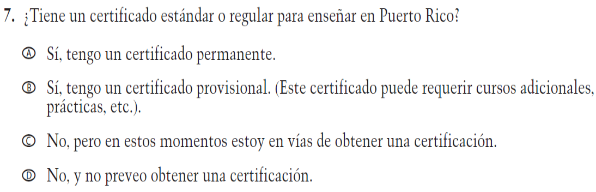 7. ¿Tiene un certificado estándar o regular para enseñar en Puerto Rico?
A Sí, tengo un certificado permanente.
B Sí, tengo un certificado provisional. (Este certificado puede requerir cursos adicionales,
prácticas, etc.).
C No, pero en estos momentos estoy en vías de obtener una certificación.
D No, y no preveo obtener una certificación.